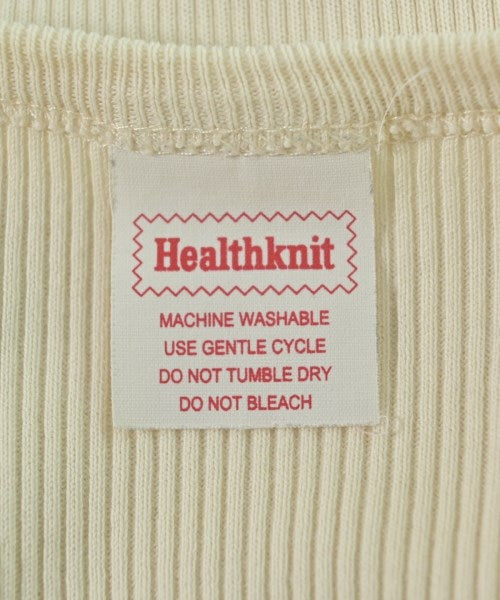 Healthknit
MACHINE WASHABLE
USE GENTLE CYCLE
DO NOT TUMBLE DRY
DO NOT BLEACH